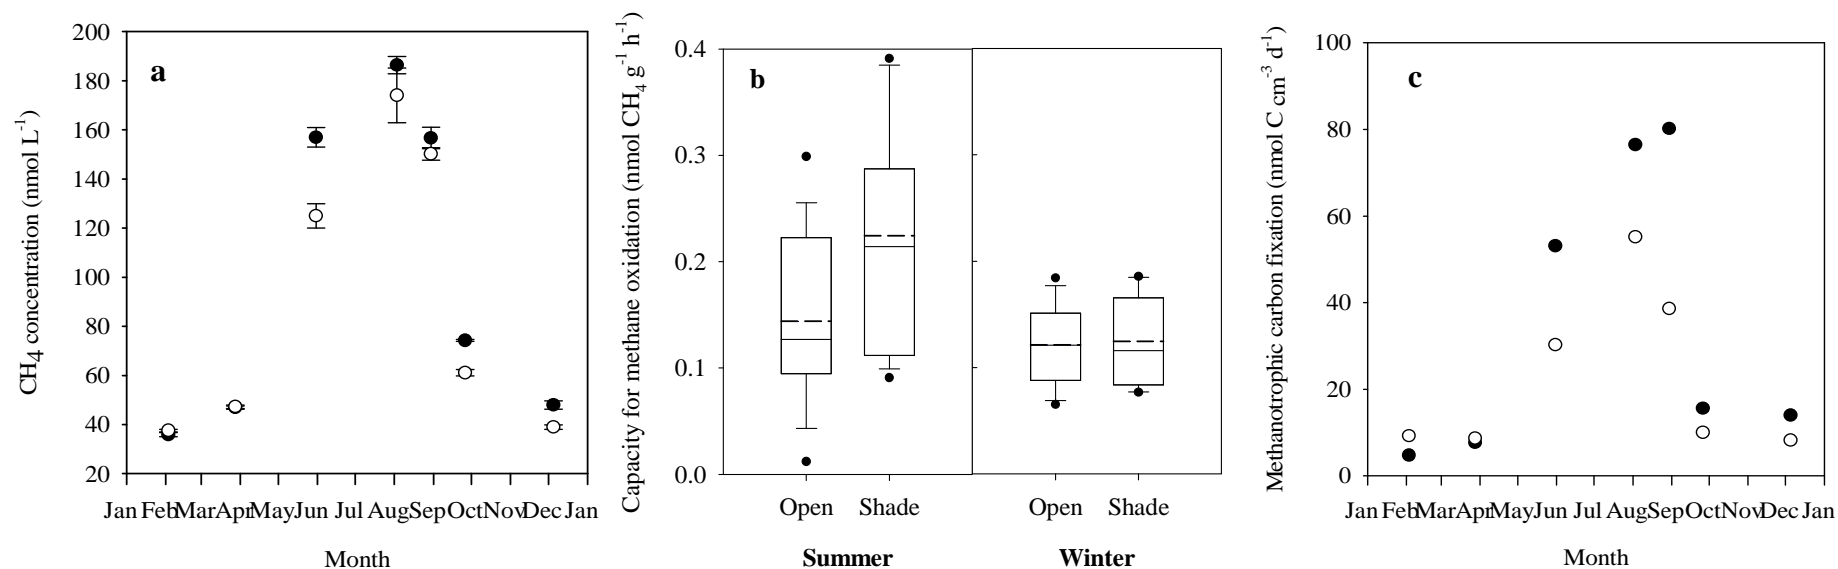 a
CH4 concentration (nmol L-1)
200
180
160
140
120
100
80
60
40
20
Jan Feb Mar Apr May Jun Jul Aug Sep Oct Nov Dec Jan
Month
b
Capacity for methane oxidation (nmol CH4 g-1 h-1)
0.4
0.3
0.2
0.1
0.0
Open Shade Open Shade
Summer Winter
c
Methanotrophic carbon fixation (nmol C cm-3 d-1)
100
80
60
40
20
0
Jan Feb Mar Apr May Jun Jul Aug Sep Oct Nov Dec Jan
Month